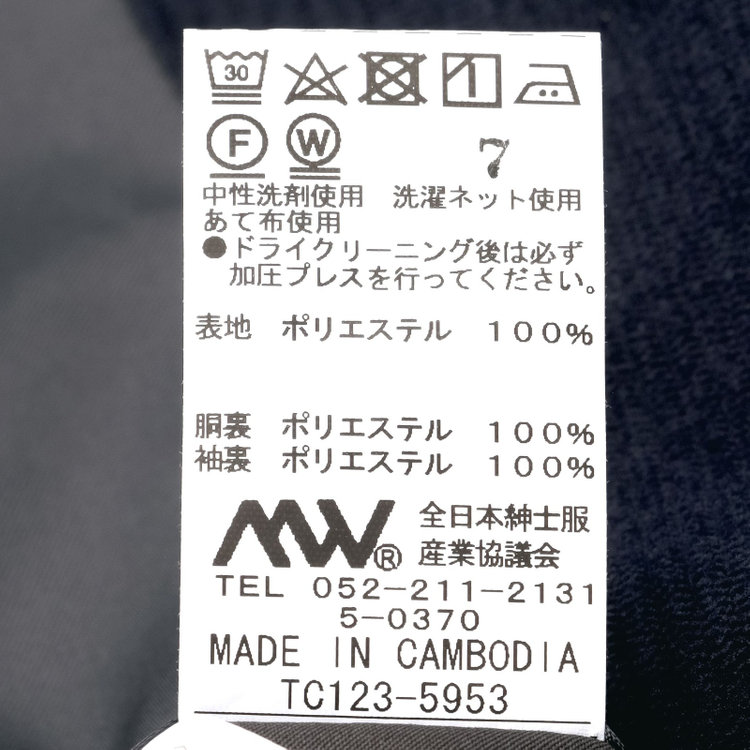 30
F W 7
中性洗剤使用 洗濯ネット使用
あて布使用
●ドライクリーニング後は必ず
加圧プレスを行ってください。
表地 ポリエステル 100%
胴裏 ポリエステル 100%
袖裏 ポリエステル 100%
MW® 全日本紳士服
産業協議会
TEL 052-211-2131
5-0370
MADE IN CAMBODIA
TC123-5953